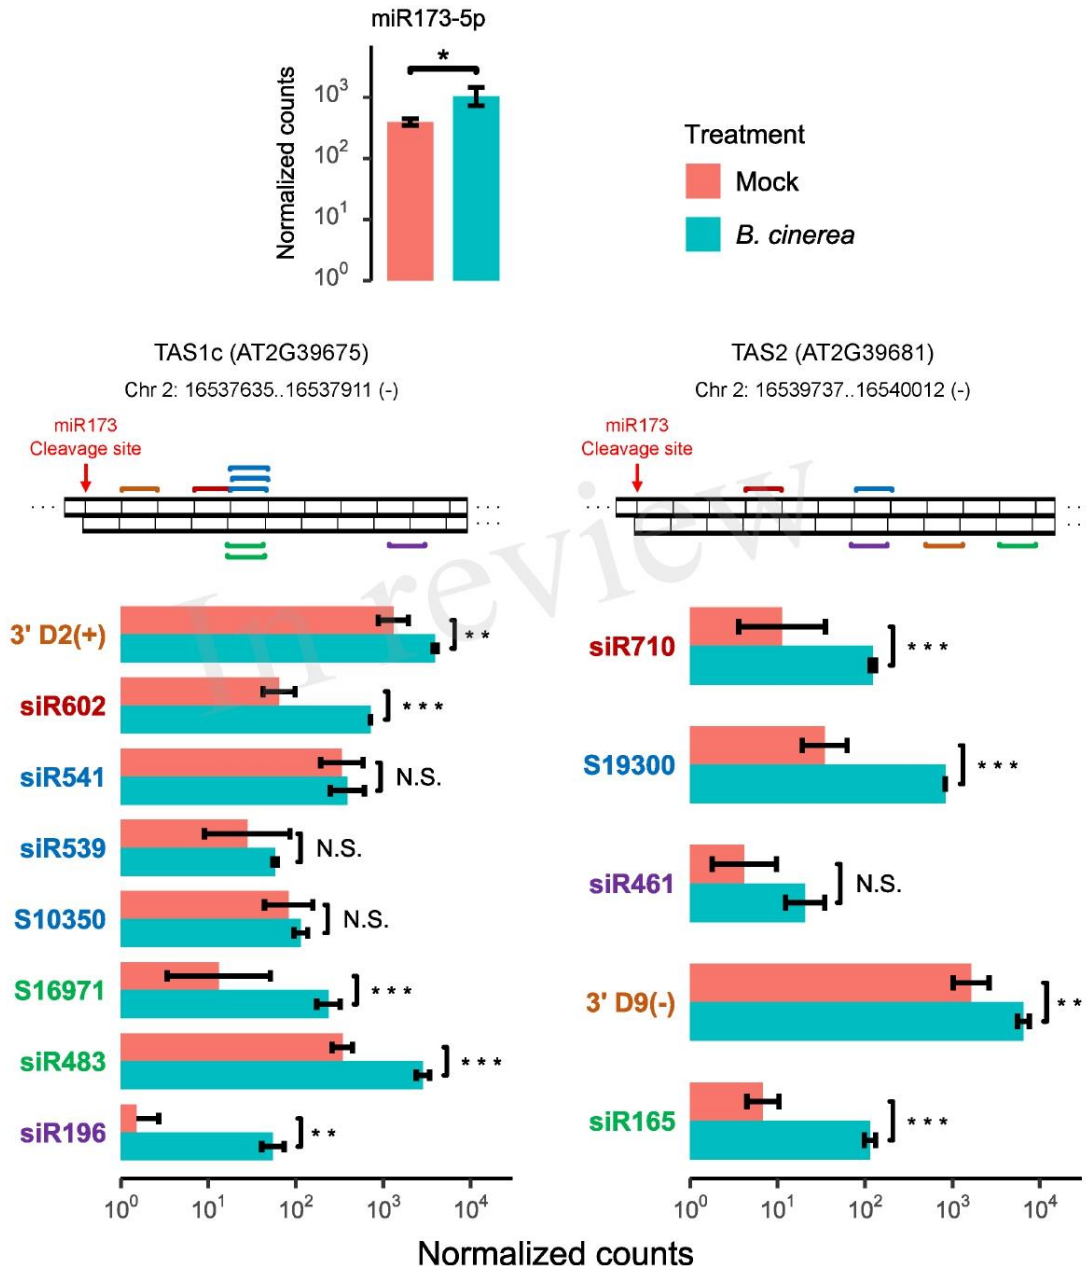 miR173-5p
*
Normalized counts
10³
10²
10¹
10⁰
Treatment
Mock
B. cinerea
TAS1c (AT2G39675)
Chr 2: 16537635..16537911 (-)
miR173
Cleavage site
TAS2 (AT2G39681)
Chr 2: 16539737..16540012 (-)
miR173
Cleavage site
In review
3' D2(+)
**
siR602
***
siR541
N.S.
siR539
N.S.
S10350
N.S.
S16971
***
siR483
***
siR196
**
10⁰ 10¹ 10² 10³ 10⁴
siR710
***
S19300
***
siR461
N.S.
3' D9(-)
**
siR165
***
10⁰ 10¹ 10² 10³ 10⁴
Normalized counts